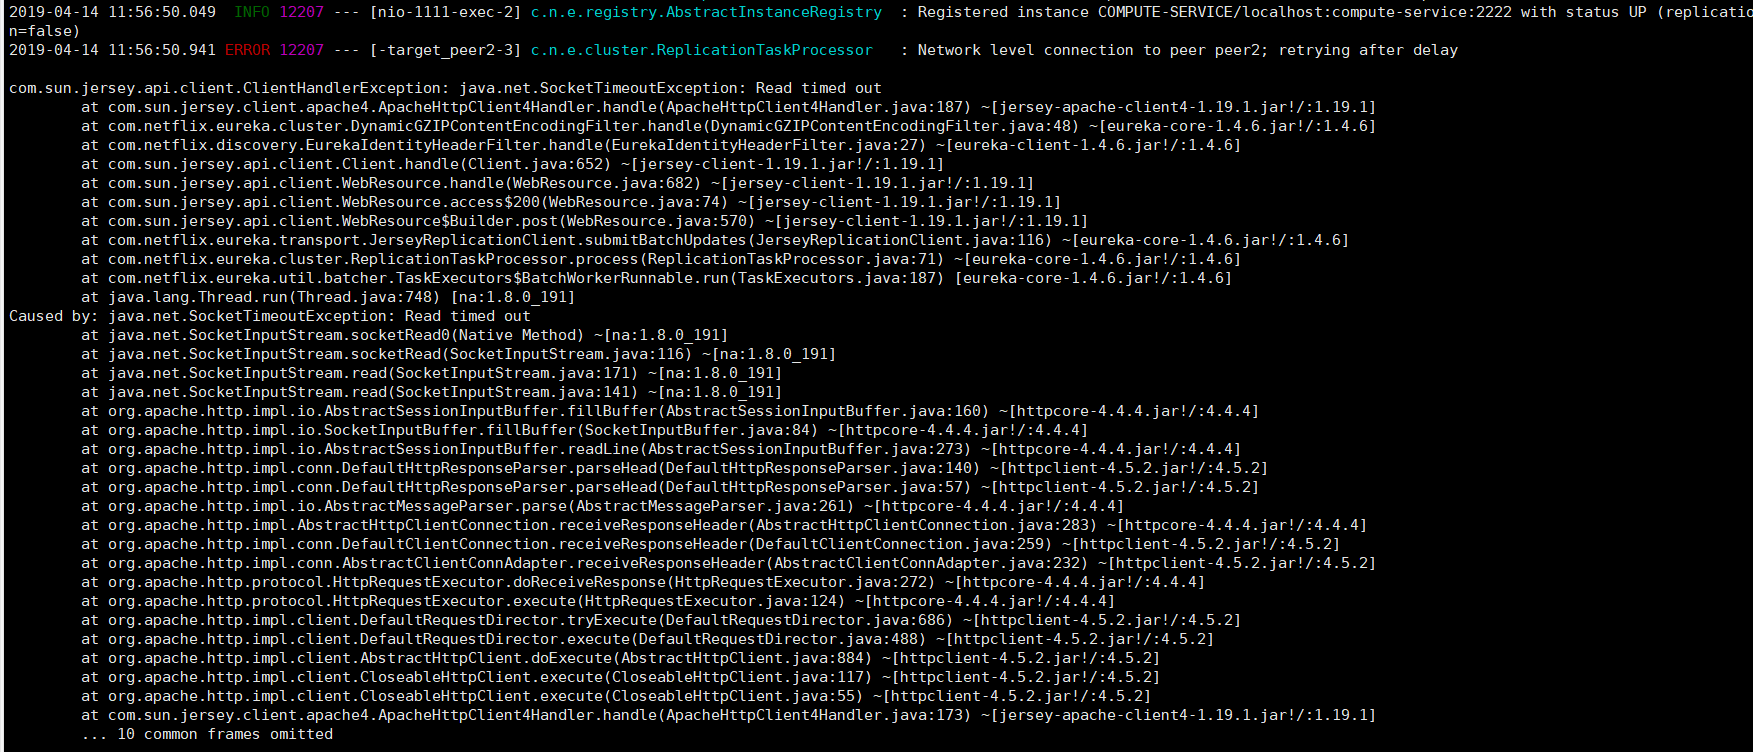 2019-04-14 11:56:50.049  INFO 12207 --- [nio-1111-exec-2] c.n.e.registry.AbstractInstanceRegistry  : Registered instance COMPUTE-SERVICE/localhost:compute-service:2222 with status UP (replicatio
n=false)
2019-04-14 11:56:50.941 ERROR 12207 --- [-target_peer2-3] c.n.e.cluster.ReplicationTaskProcessor   : Network level connection to peer peer2; retrying after delay
com.sun.jersey.api.client.ClientHandlerException: java.net.SocketTimeoutException: Read timed out
        at com.sun.jersey.client.apache4.ApacheHttpClient4Handler.handle(ApacheHttpClient4Handler.java:187) ~[jersey-apache-client4-1.19.1.jar!/:1.19.1]
        at com.netflix.eureka.cluster.DynamicGZIPContentEncodingFilter.handle(DynamicGZIPContentEncodingFilter.java:48) ~[eureka-core-1.4.6.jar!/:1.4.6]
        at com.netflix.discovery.EurekaIdentityHeaderFilter.handle(EurekaIdentityHeaderFilter.java:27) ~[eureka-client-1.4.6.jar!/:1.4.6]
        at com.sun.jersey.api.client.Client.handle(Client.java:652) ~[jersey-client-1.19.1.jar!/:1.19.1]
        at com.sun.jersey.api.client.WebResource.handle(WebResource.java:682) ~[jersey-client-1.19.1.jar!/:1.19.1]
        at com.sun.jersey.api.client.WebResource.access$200(WebResource.java:74) ~[jersey-client-1.19.1.jar!/:1.19.1]
        at com.sun.jersey.api.client.WebResource$Builder.post(WebResource.java:570) ~[jersey-client-1.19.1.jar!/:1.19.1]
        at com.netflix.eureka.transport.JerseyReplicationClient.submitBatchUpdates(JerseyReplicationClient.java:116) ~[eureka-core-1.4.6.jar!/:1.4.6]
        at com.netflix.eureka.cluster.ReplicationTaskProcessor.process(ReplicationTaskProcessor.java:71) ~[eureka-core-1.4.6.jar!/:1.4.6]
        at com.netflix.eureka.util.batcher.TaskExecutors$BatchWorkerRunnable.run(TaskExecutors.java:187) [eureka-core-1.4.6.jar!/:1.4.6]
        at java.lang.Thread.run(Thread.java:748) [na:1.8.0_191]
Caused by: java.net.SocketTimeoutException: Read timed out
        at java.net.SocketInputStream.socketRead0(Native Method) ~[na:1.8.0_191]
        at java.net.SocketInputStream.socketRead(SocketInputStream.java:116) ~[na:1.8.0_191]
        at java.net.SocketInputStream.read(SocketInputStream.java:171) ~[na:1.8.0_191]
        at java.net.SocketInputStream.read(SocketInputStream.java:141) ~[na:1.8.0_191]
        at org.apache.http.impl.io.AbstractSessionInputBuffer.fillBuffer(AbstractSessionInputBuffer.java:160) ~[httpcore-4.4.4.jar!/:4.4.4]
        at org.apache.http.impl.io.SocketInputBuffer.fillBuffer(SocketInputBuffer.java:84) ~[httpcore-4.4.4.jar!/:4.4.4]
        at org.apache.http.impl.io.AbstractSessionInputBuffer.readLine(AbstractSessionInputBuffer.java:273) ~[httpcore-4.4.4.jar!/:4.4.4]
        at org.apache.http.impl.conn.DefaultHttpResponseParser.parseHead(DefaultHttpResponseParser.java:140) ~[httpclient-4.5.2.jar!/:4.5.2]
        at org.apache.http.impl.conn.DefaultHttpResponseParser.parseHead(DefaultHttpResponseParser.java:57) ~[httpclient-4.5.2.jar!/:4.5.2]
        at org.apache.http.impl.io.AbstractMessageParser.parse(AbstractMessageParser.java:261) ~[httpcore-4.4.4.jar!/:4.4.4]
        at org.apache.http.impl.AbstractHttpClientConnection.receiveResponseHeader(AbstractHttpClientConnection.java:283) ~[httpcore-4.4.4.jar!/:4.4.4]
        at org.apache.http.impl.conn.DefaultClientConnection.receiveResponseHeader(DefaultClientConnection.java:259) ~[httpclient-4.5.2.jar!/:4.5.2]
        at org.apache.http.impl.conn.AbstractClientConnAdapter.receiveResponseHeader(AbstractClientConnAdapter.java:232) ~[httpclient-4.5.2.jar!/:4.5.2]
        at org.apache.http.protocol.HttpRequestExecutor.doReceiveResponse(HttpRequestExecutor.java:272) ~[httpcore-4.4.4.jar!/:4.4.4]
        at org.apache.http.protocol.HttpRequestExecutor.execute(HttpRequestExecutor.java:124) ~[httpcore-4.4.4.jar!/:4.4.4]
        at org.apache.http.impl.client.DefaultRequestDirector.tryExecute(DefaultRequestDirector.java:686) ~[httpclient-4.5.2.jar!/:4.5.2]
        at org.apache.http.impl.client.DefaultRequestDirector.execute(DefaultRequestDirector.java:488) ~[httpclient-4.5.2.jar!/:4.5.2]
        at org.apache.http.impl.client.AbstractHttpClient.doExecute(AbstractHttpClient.java:884) ~[httpclient-4.5.2.jar!/:4.5.2]
        at org.apache.http.impl.client.CloseableHttpClient.execute(CloseableHttpClient.java:117) ~[httpclient-4.5.2.jar!/:4.5.2]
        at org.apache.http.impl.client.CloseableHttpClient.execute(CloseableHttpClient.java:55) ~[httpclient-4.5.2.jar!/:4.5.2]
        at com.sun.jersey.client.apache4.ApacheHttpClient4Handler.handle(ApacheHttpClient4Handler.java:173) ~[jersey-apache-client4-1.19.1.jar!/:1.19.1]
        ... 10 common frames omitted